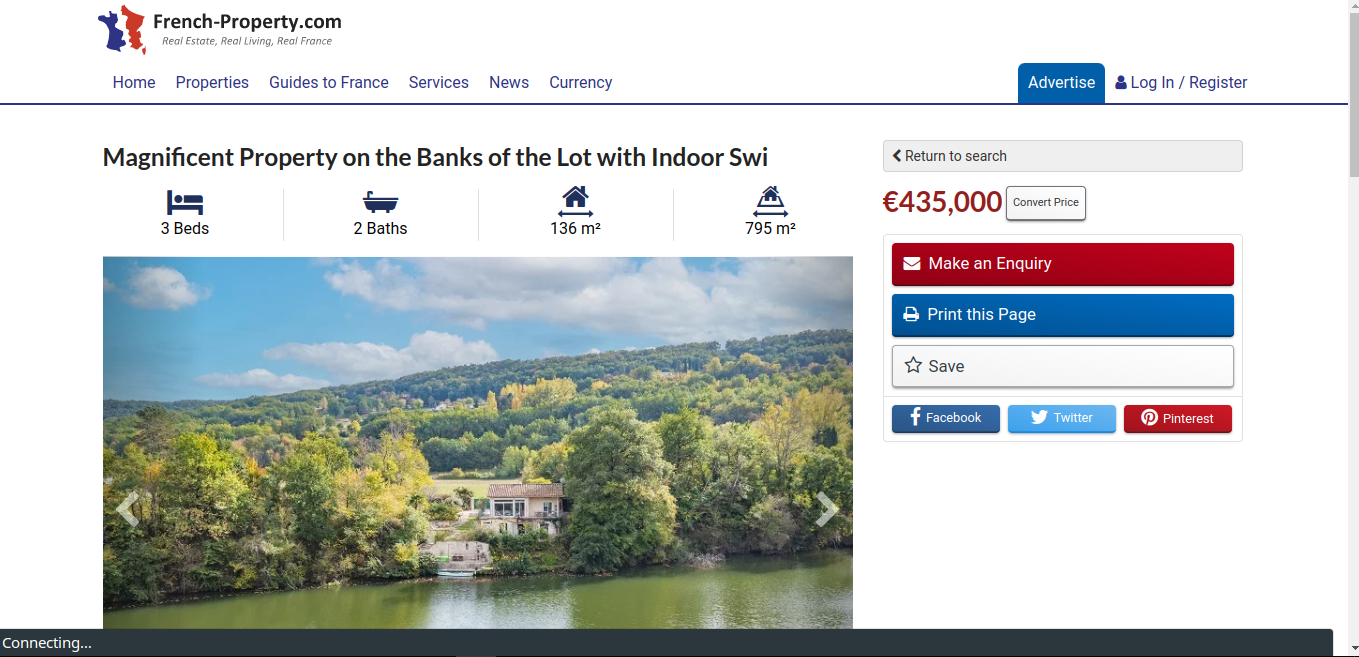 French-Property.com
Real Estate, Real Living, Real France
Home Properties Guides to France Services News Currency Advertise Log In / Register
Magnificent Property on the Banks of the Lot with Indoor Swi
Return to search
€435,000 Convert Price
3 Beds 2 Baths 136 m² 795 m²
Make an Enquiry
Print this Page
Save
Facebook Twitter Pinterest
Connecting...